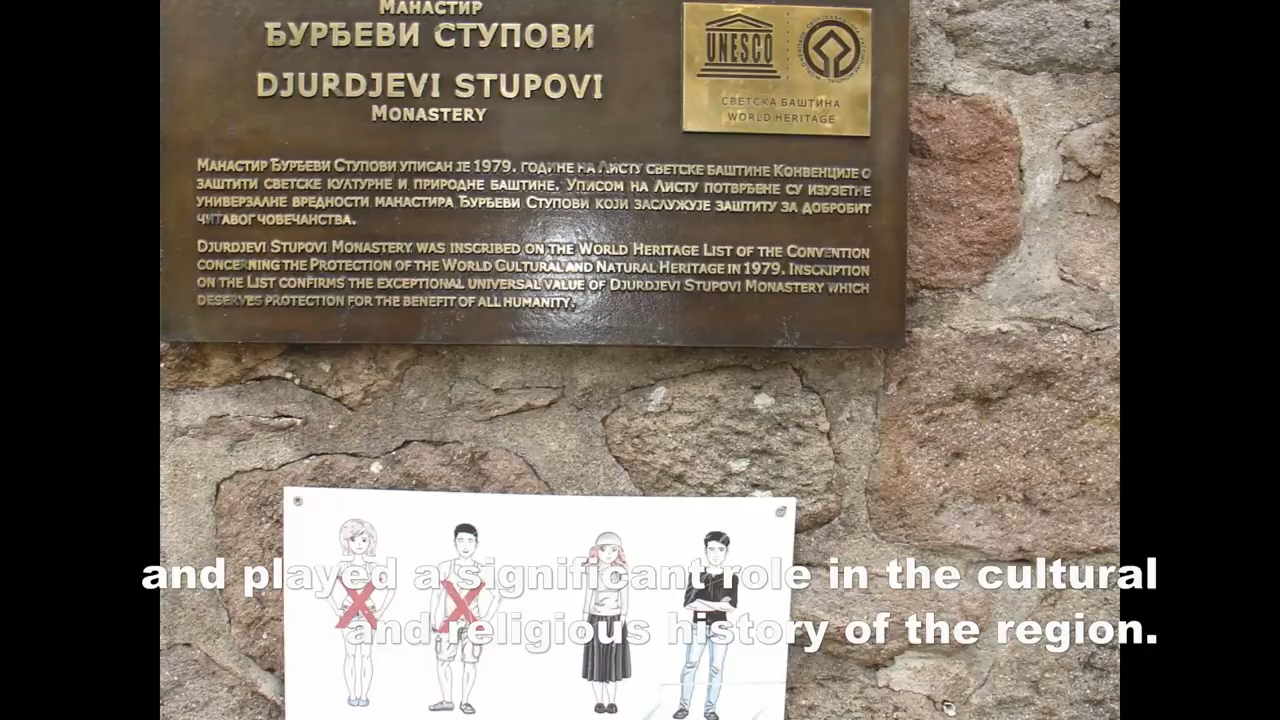 МАНАСТИР
ЂУРЂЕВИ СТУПОВИ
DJURDJEVI STUPOVI
MONASTERY
UNESCO
СВЕТСКА БАШТИНА
WORLD HERITAGE
МАНАСТИР ЂУРЂЕВИ СТУПОВИ УПИСАН ЈЕ 1979. ГОДИНЕ НА ЛИСТУ СВЕТСКЕ БАШТИНЕ КОНВЕНЦИЈЕ О
ЗАШТИТИ СВЕТСКЕ КУЛТУРНЕ И ПРИРОДНЕ БАШТИНЕ. УПИСОМ НА ЛИСТУ ПОТВРЂЕНЕ СУ ИЗУЗЕТНЕ
УНИВЕРЗАЛНЕ ВРЕДНОСТИ МАНАСТИРА ЂУРЂЕВИ СТУПОВИ КОЈИ ЗАСЛУЖУЈЕ ЗАШТИТУ ЗА ДОБРОБИТ
ЧИТАВОГ ЧОВЕЧАНСТВА.
DJURDJEVI STUPOVI MONASTERY WAS INSCRIBED ON THE WORLD HERITAGE LIST OF THE CONVENTION
CONCERNING THE PROTECTION OF THE WORLD CULTURAL AND NATURAL HERITAGE IN 1979. INSCRIPTION
ON THE LIST CONFIRMS THE EXCEPTIONAL UNIVERSAL VALUE OF DJURDJEVI STUPOVI MONASTERY WHICH
DESERVES PROTECTION FOR THE BENEFIT OF ALL HUMANITY.
and played a significant role in the cultural
and religious history of the region.